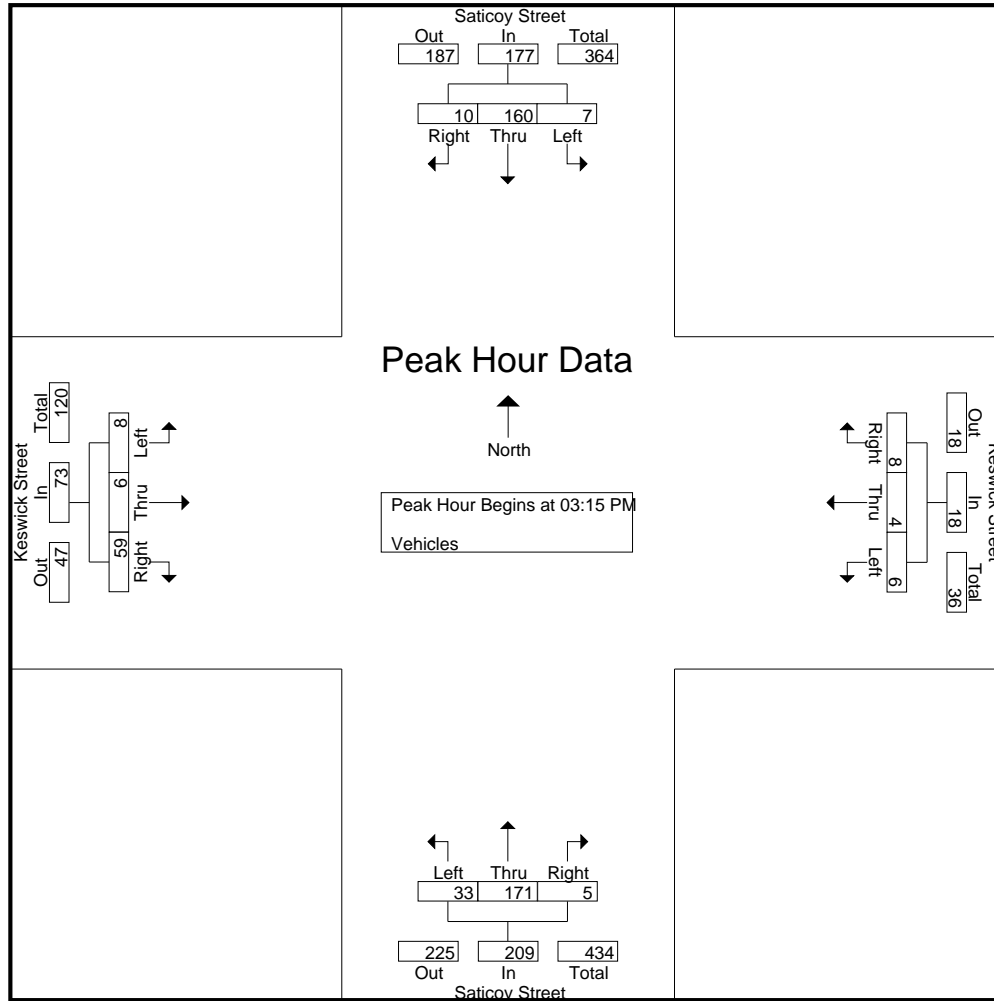 Saticoy Street
Out In Total
187 177 364
10 160 7
Right Thru Left
Peak Hour Data
North
Peak Hour Begins at 03:15 PM
Vehicles
Keswick Street
Total In Out
120 73 47
8 6 59
Left Thru Right
Keswick Street
Out In Total
18 18 36
8 4 6
Right Thru Left
Left Thru Right
33 171 5
225 209 434
Out In Total
Saticoy Street